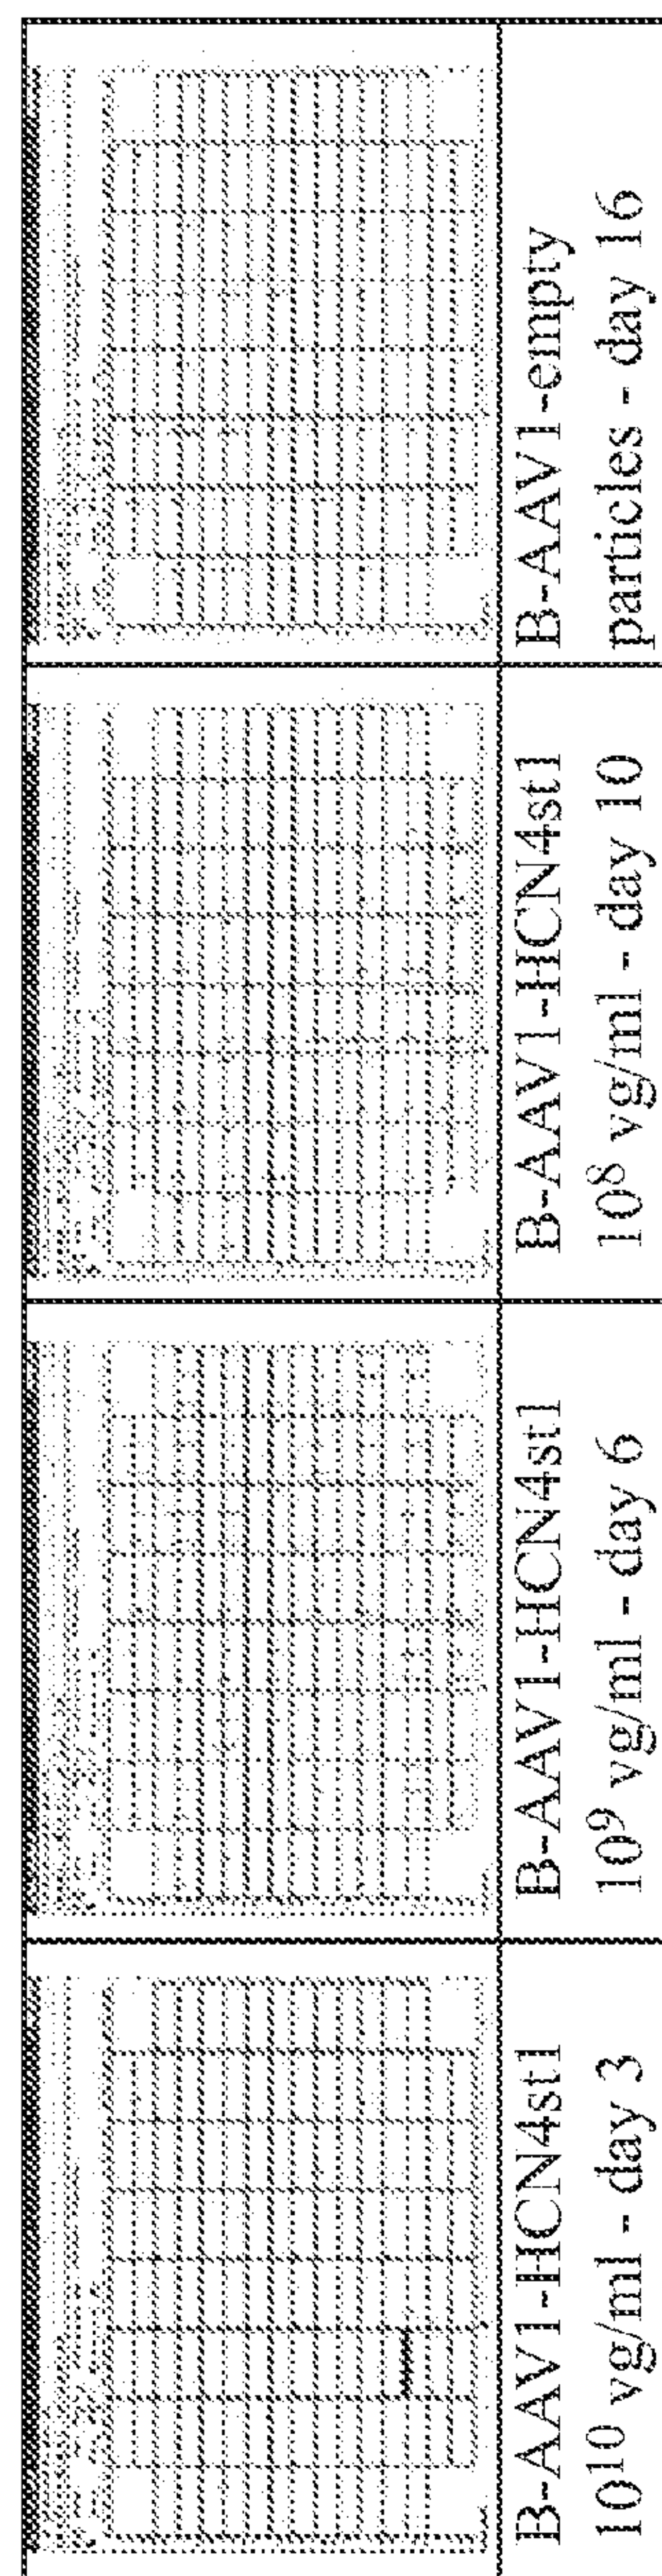 B-AAV1-HCN4st1
10¹⁰ vg/ml - day 3
B-AAV1-HCN4st1
10⁹ vg/ml - day 6
B-AAV1-HCN4st1
10⁸ vg/ml - day 10
B-AAV1-empty
particles - day 16